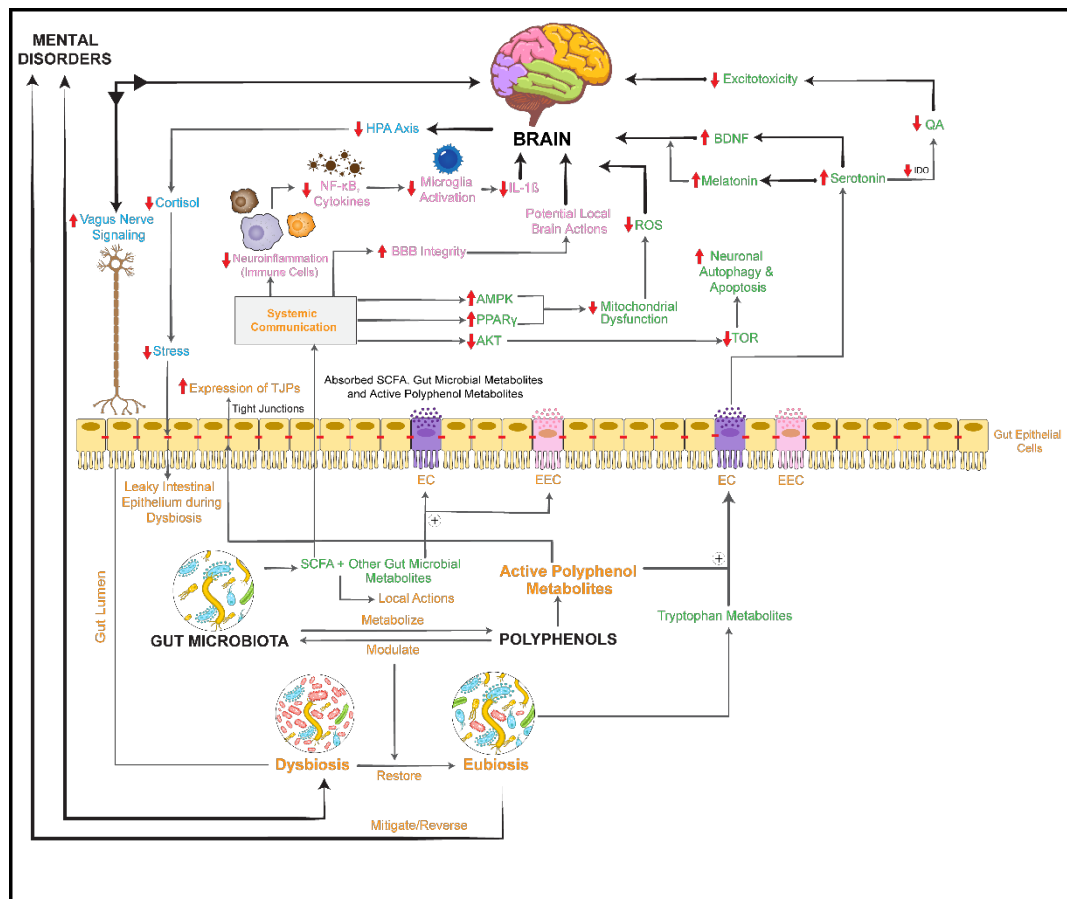 MENTAL
DISORDERS
Excitotoxicity
QA
HPA Axis
BRAIN
BDNF
IDO
Melatonin
Serotonin
NF-κB,
Cytokines
Microglia
Activation
IL-1ß
Cortisol
Vagus Nerve
Signaling
Potential Local
Brain Actions
ROS
Neuroinflammation
(Immune Cells)
BBB Integrity
Neuronal
Autophagy &
Apoptosis
Systemic
Communication
AMPK
PPARγ
Mitochondrial
Dysfunction
AKT
TOR
Stress
Expression of TJPs
Absorbed SCFA. Gut Microbial Metabolites
and Active Polyphenol Metabolites
Tight Junctions
Gut Epithelial
Cells
EC
EEC
EC
EEC
Leaky Intestinal
Epithelium during
Dysbiosis
+
+
SCFA + Other Gut Microbial
Metabolites
Active Polyphenol
Metabolites
Local Actions
Tryptophan Metabolites
Gut Lumen
Metabolize
GUT MICROBIOTA
POLYPHENOLS
Modulate
Dysbiosis
Restore
Eubiosis
Mitigate/Reverse